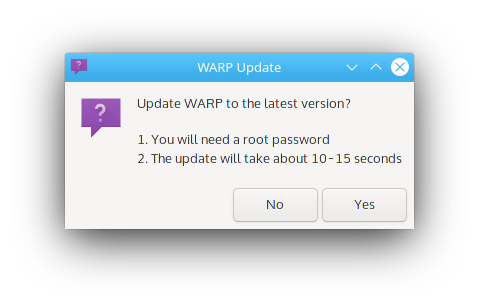 WARP Update
Update WARP to the latest version?
1. You will need a root password
2. The update will take about 10-15 seconds
No
Yes